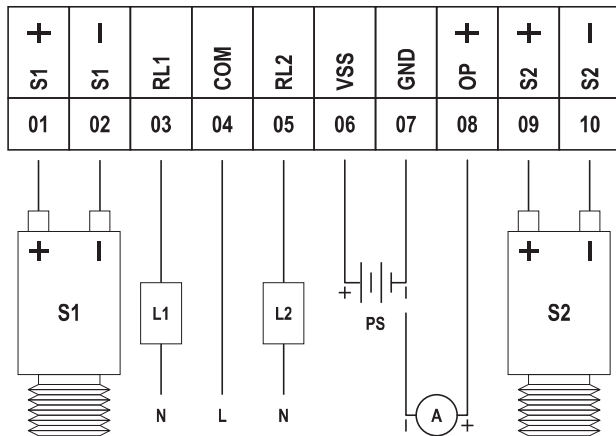 + − + + −
S1 S1 RL1 COM RL2 VSS GND OP S2 S2
01 02 03 04 05 06 07 08 09 10
+ − + −
S1 L1 L2 + − S2
PS
N L N − A +